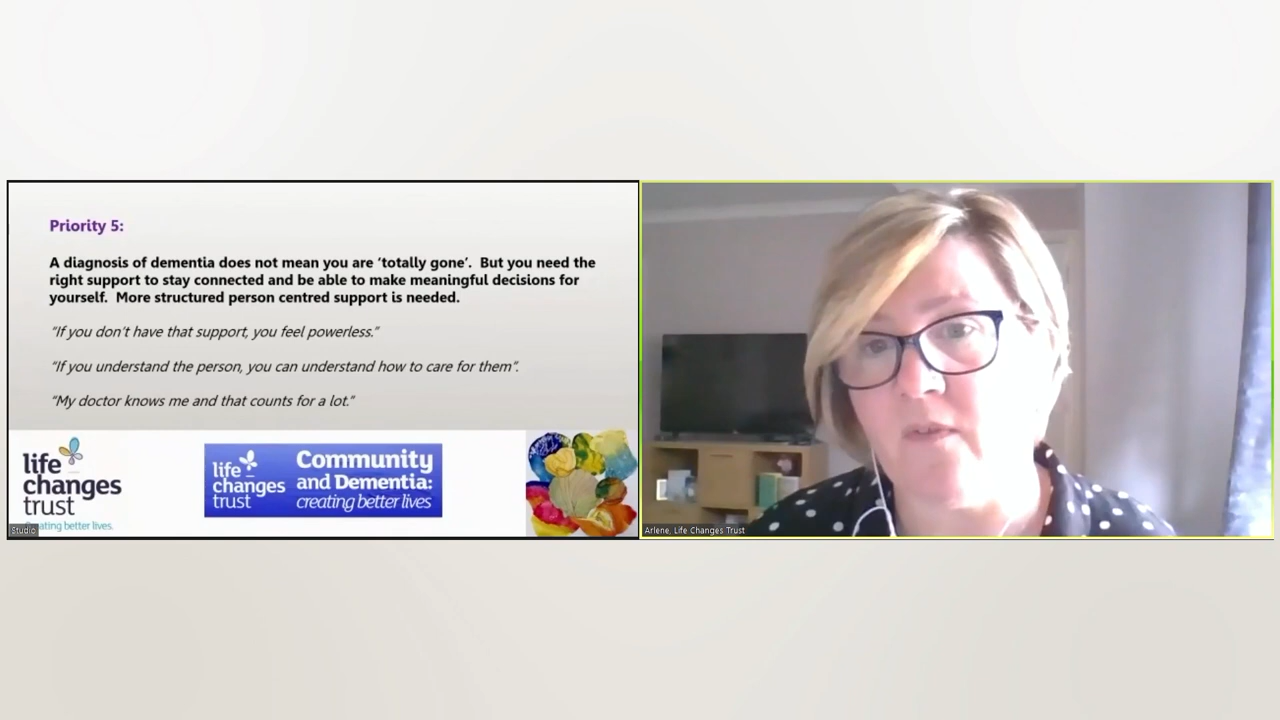 Priority 5:
A diagnosis of dementia does not mean you are ‘totally gone’.  But you need the
right support to stay connected and be able to make meaningful decisions for
yourself.  More structured person centred support is needed.
“If you don’t have that support, you feel powerless.”
“If you understand the person, you can understand how to care for them”.
“My doctor knows me and that counts for a lot.”
life
changes
trust
eating better lives.
Studio
life
changes
trust
Community
and Dementia:
creating better lives
Arlene, Life Changes Trust